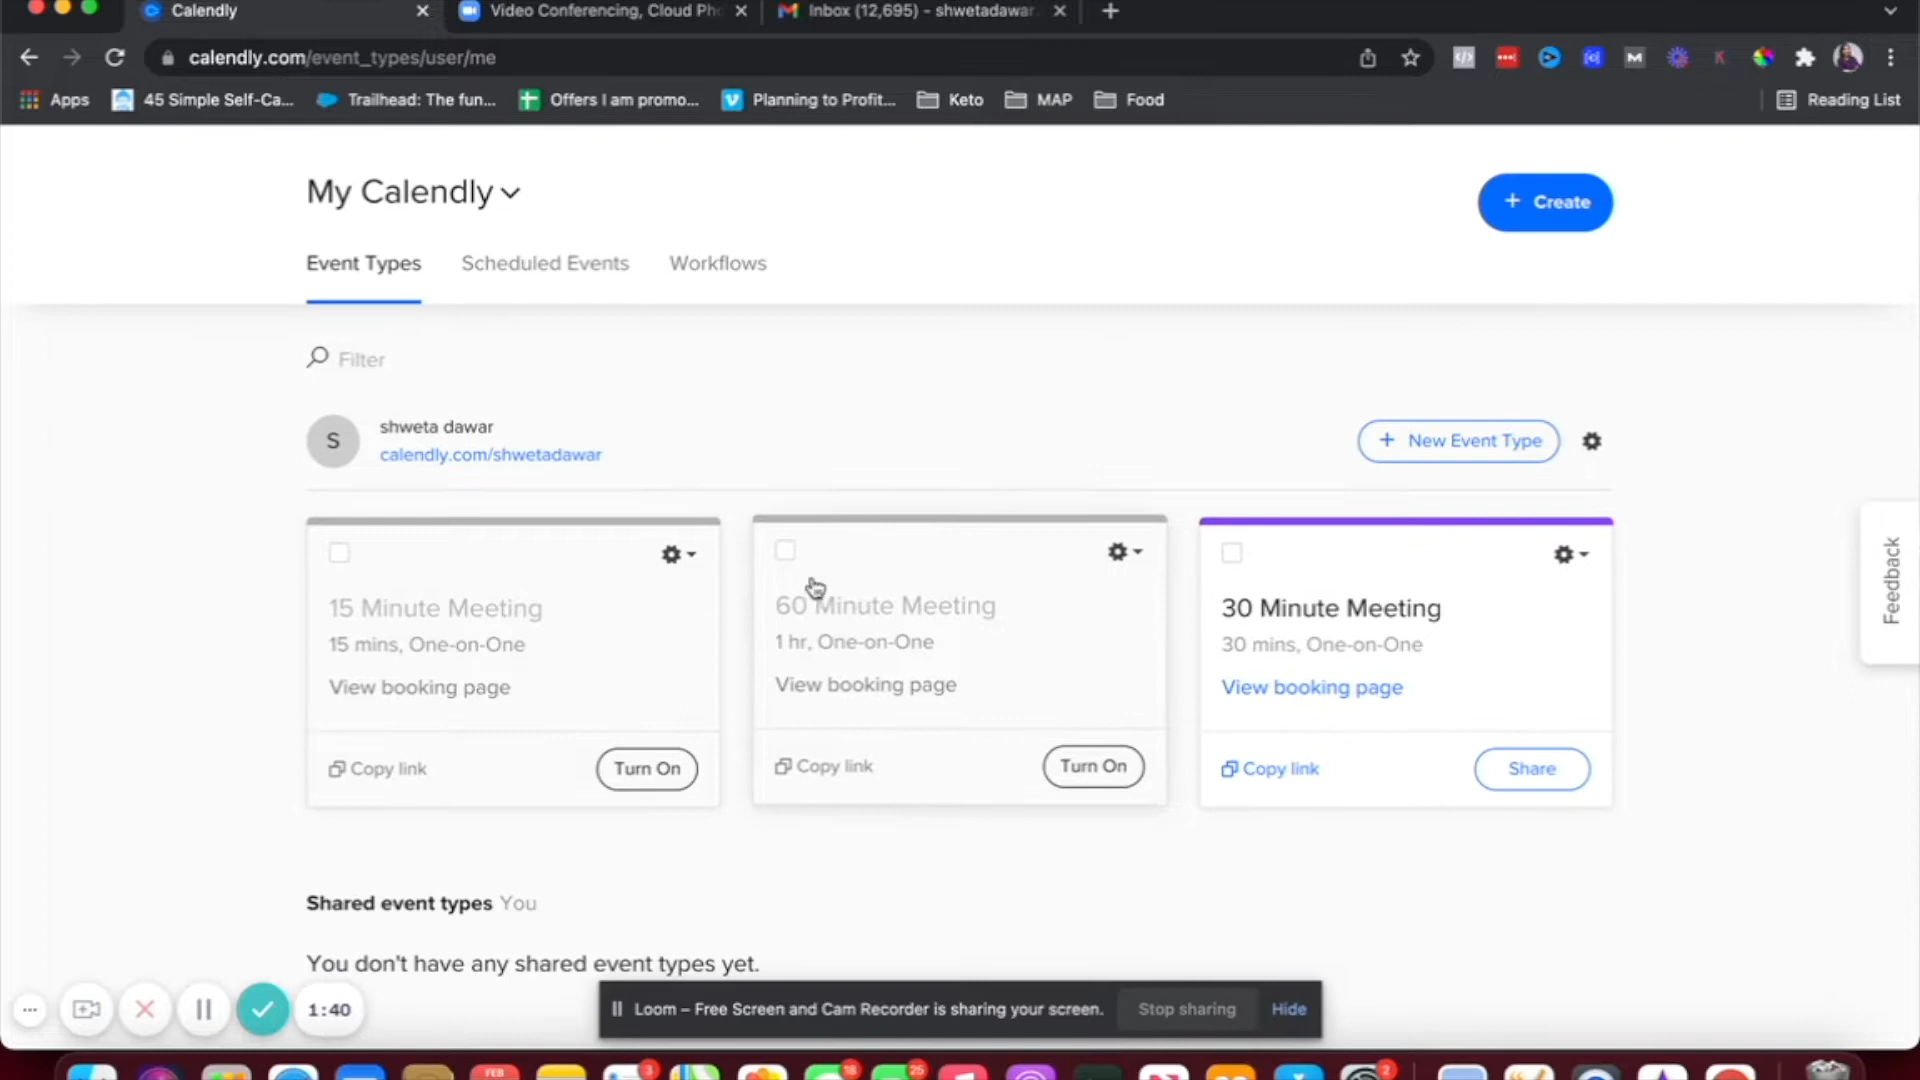 Calendly
Video Conferencing, Cloud Pho
Inbox (12,695) - shwetadawar
calendly.com/event_types/user/me
Apps
45 Simple Self-Ca...
Trailhead: The fun...
Offers I am promo...
Planning to Profit...
Keto
MAP
Food
Reading List
My Calendly
+ Create
Event Types
Scheduled Events
Workflows
Filter
S
shweta dawar
calendly.com/shwetadawar
+ New Event Type
15 Minute Meeting
15 mins, One-on-One
View booking page
Copy link
Turn On
60 Minute Meeting
1 hr, One-on-One
View booking page
Copy link
Turn On
30 Minute Meeting
30 mins, One-on-One
View booking page
Copy link
Share
Feedback
Shared event types You
You don't have any shared event types yet.
1:40
Loom – Free Screen and Cam Recorder is sharing your screen.
Stop sharing
Hide
FEB
3
18
25
2